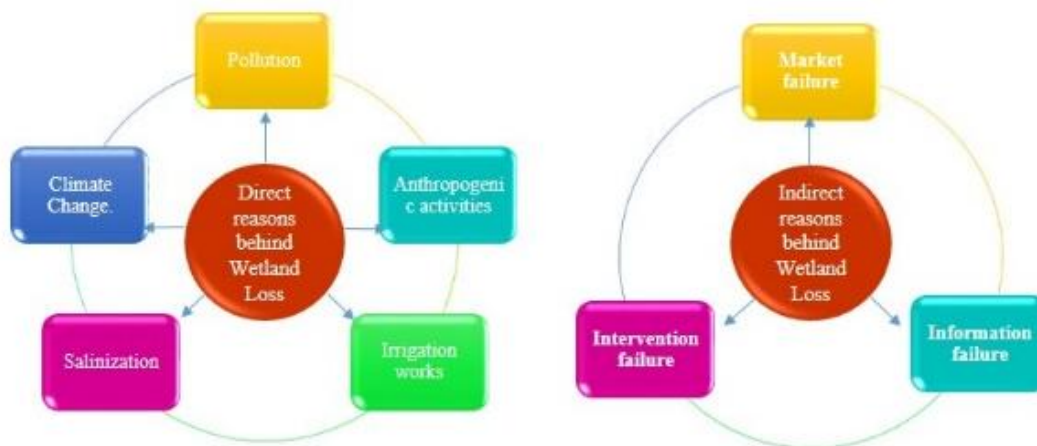 Pollution
Climate
Change.
Direct
reasons
behind
Wetland
Loss
Anthropogeni
c activities
Salinization
Irrigation
works
Market
failure
Indirect
reasons
behind
Wetland
Loss
Intervention
failure
Information
failure